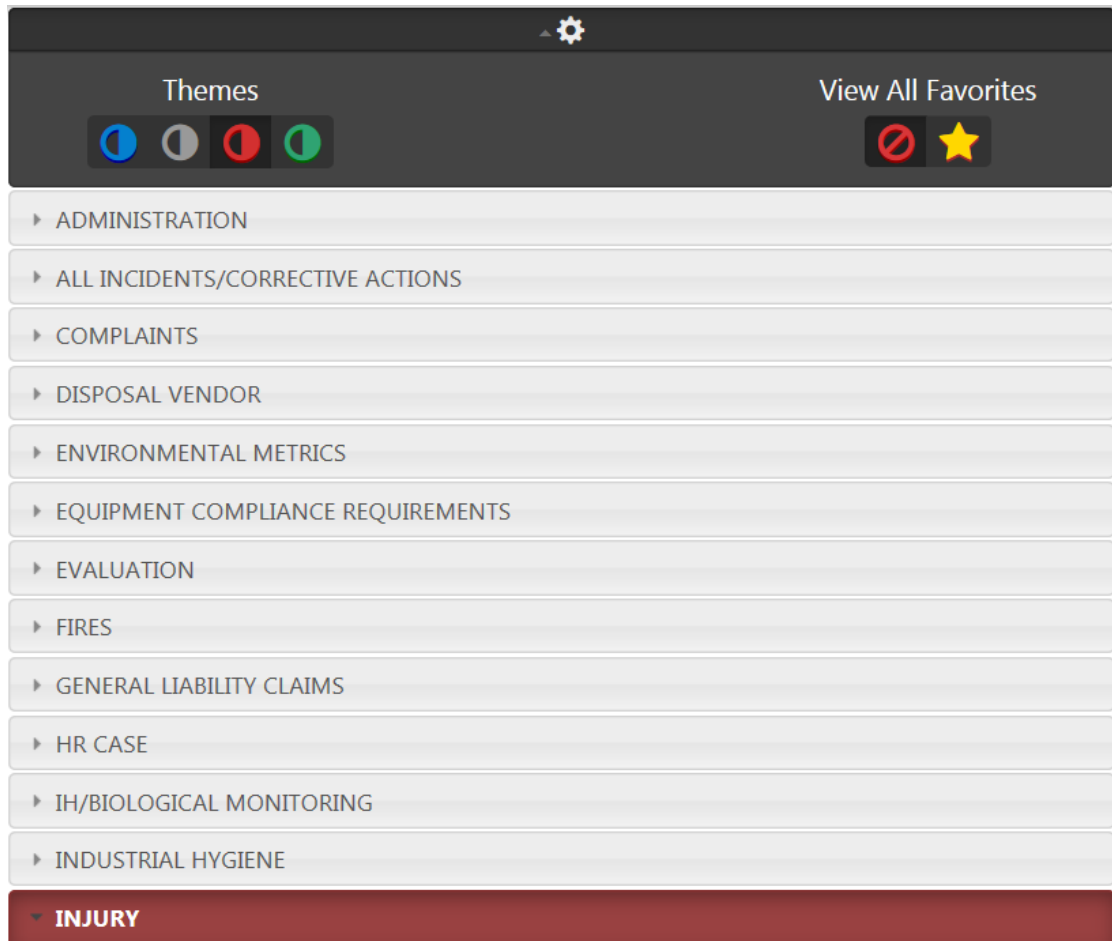 Themes
View All Favorites
ADMINISTRATION
ALL INCIDENTS/CORRECTIVE ACTIONS
COMPLAINTS
DISPOSAL VENDOR
ENVIRONMENTAL METRICS
EQUIPMENT COMPLIANCE REQUIREMENTS
EVALUATION
FIRES
GENERAL LIABILITY CLAIMS
HR CASE
IH/BIOLOGICAL MONITORING
INDUSTRIAL HYGIENE
INJURY